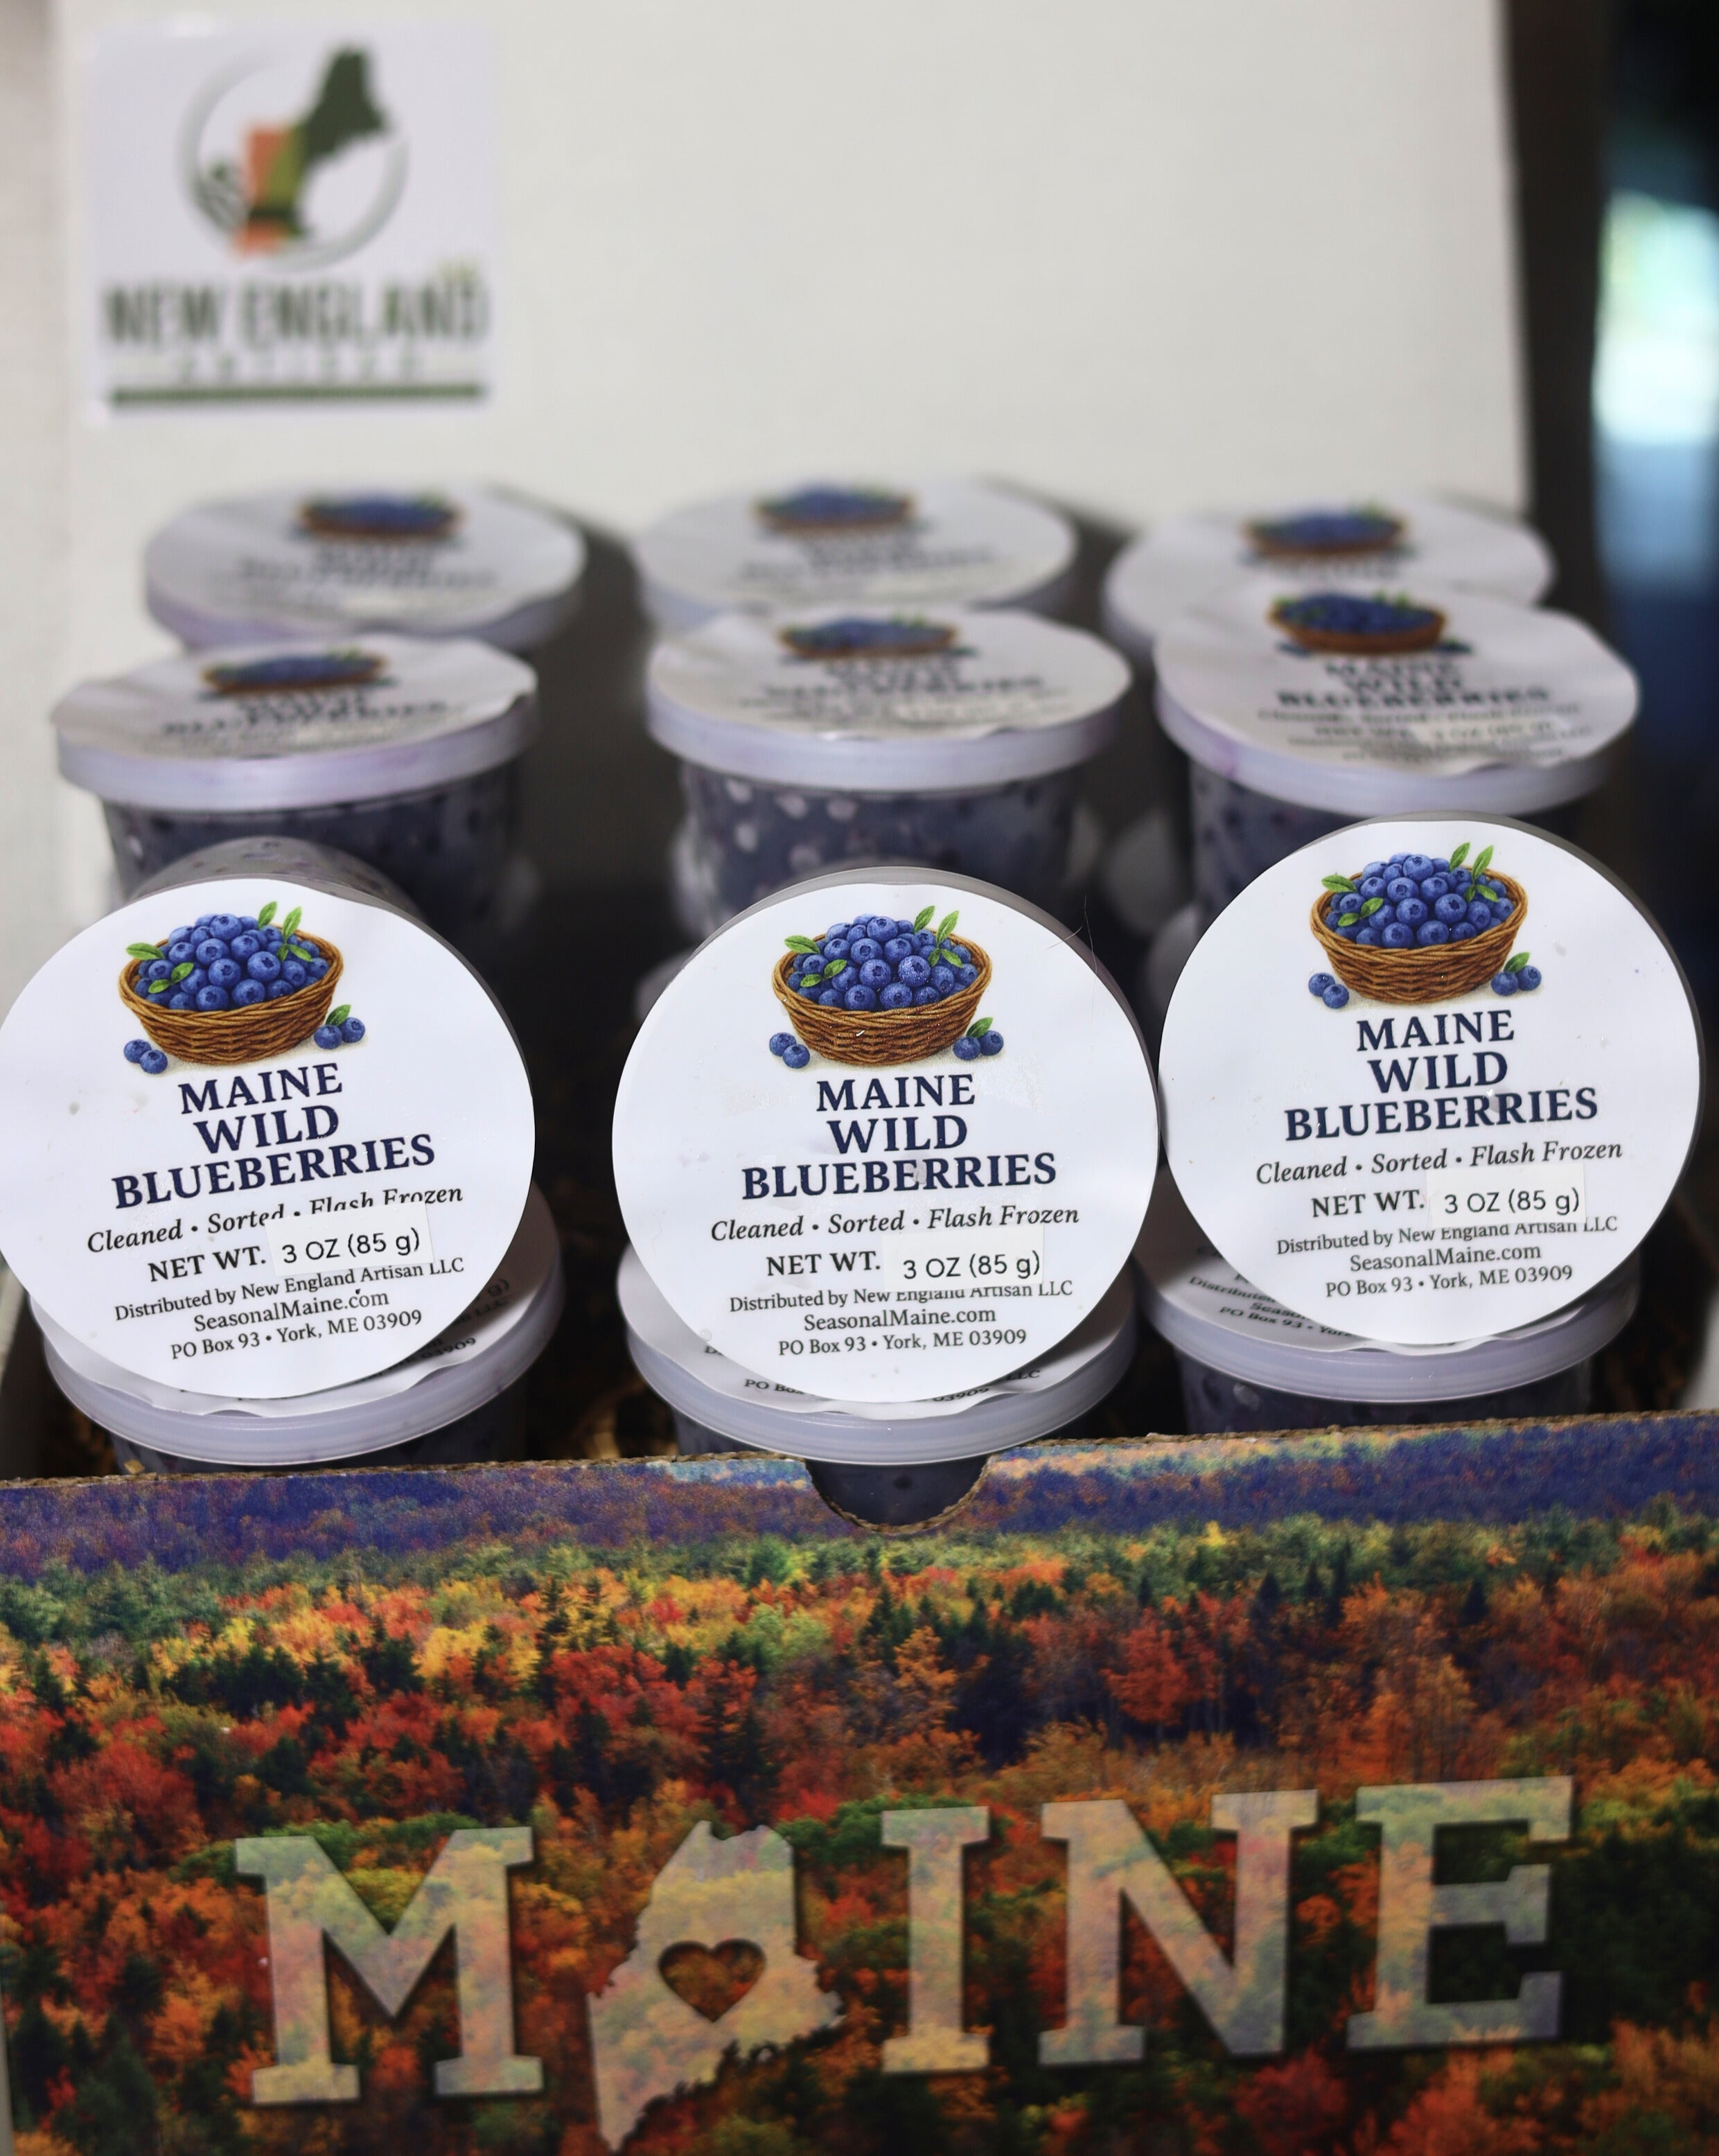 NEW ENGLAND
MAINE
WILD
BLUEBERRIES
MAINE
WILD
BLUEBERRIES
Cleaned • Sorted • Flash Frozen
NET WT. 3 OZ (85 g)
Distributed by New England Artisan LLC
SeasonalMaine.com
PO Box 93 • York, ME 03909
MAINE
WILD
BLUEBERRIES
Cleaned • Sorted • Flash Frozen
NET WT. 3 OZ (85 g)
Distributed by New England Artisan LLC
SeasonalMaine.com
PO Box 93 • York, ME 03909
MAINE
WILD
BLUEBERRIES
Cleaned • Sorted • Flash Frozen
NET WT. 3 OZ (85 g)
Distributed by New England Artisan LLC
SeasonalMaine.com
PO Box 93 • York, ME 03909
MAINE